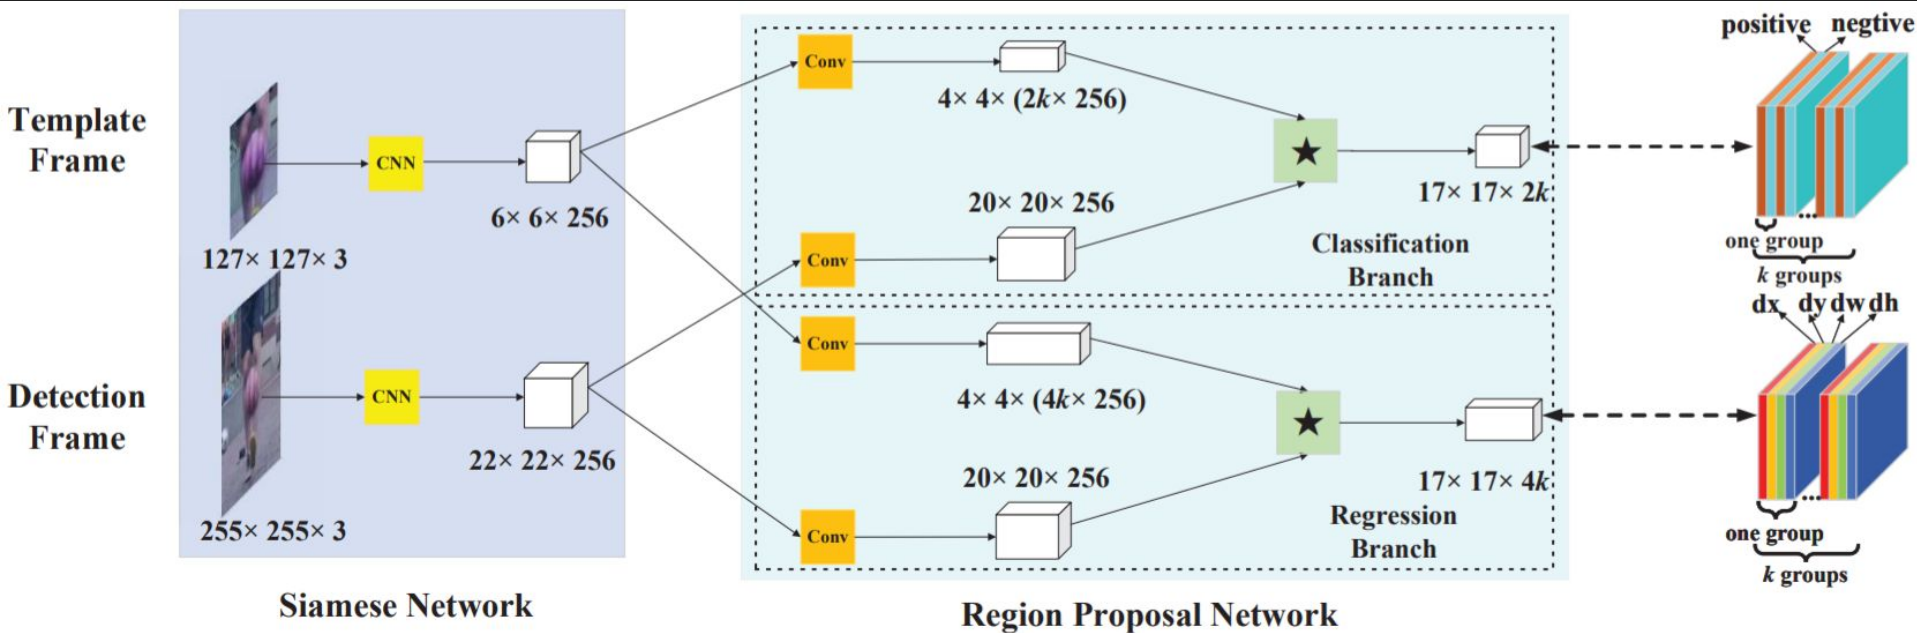 Template
Frame
127× 127× 3
CNN
6× 6× 256
Detection
Frame
255× 255× 3
CNN
22× 22× 256
Siamese Network
Conv
4× 4× (2k× 256)
★
17× 17× 2k
20× 20× 256
Conv
Classification
Branch
Conv
4× 4× (4k× 256)
★
17× 17× 4k
20× 20× 256
Conv
Regression
Branch
Region Proposal Network
positive negtive
...
one group
k groups
dx dy dw dh
...
one group
k groups